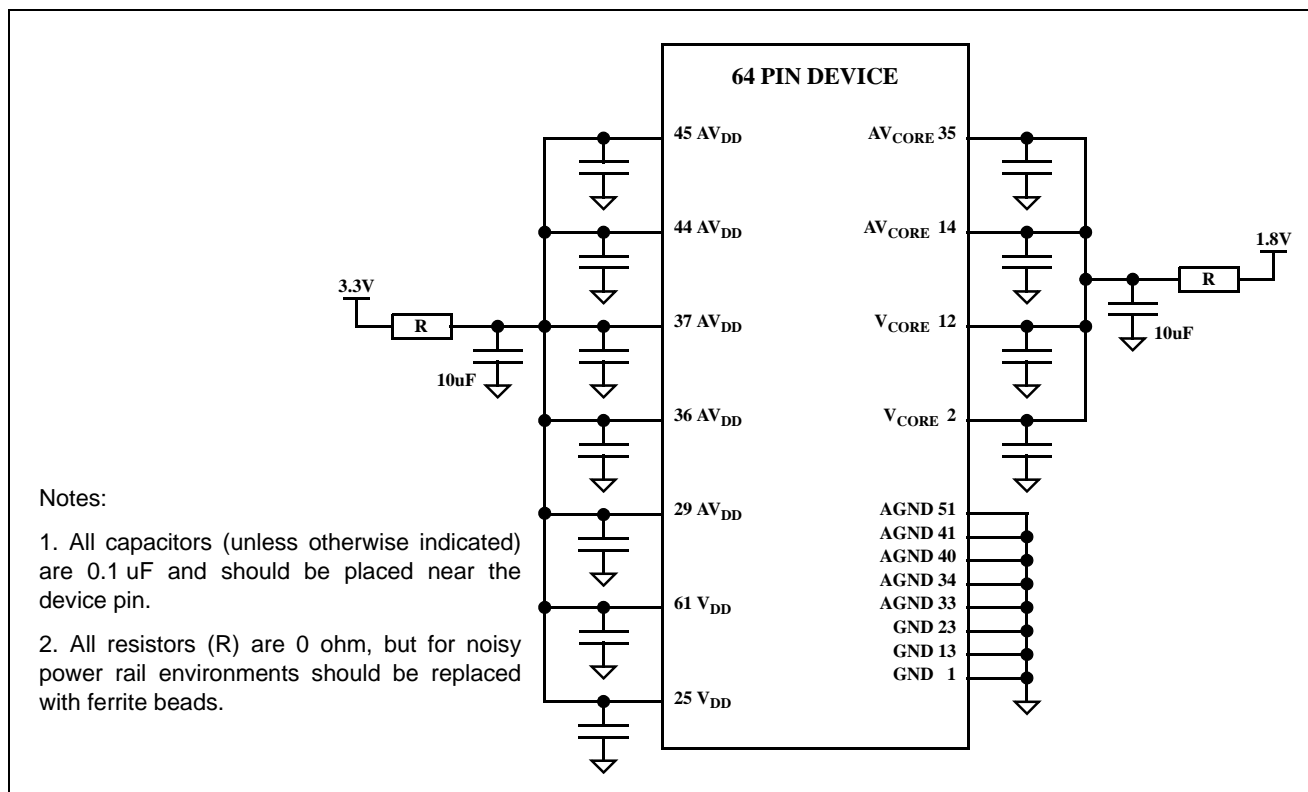 64 PIN DEVICE
45 AVDD
44 AVDD
37 AVDD
36 AVDD
29 AVDD
61 VDD
25 VDD
AVCORE 35
AVCORE 14
VCORE 12
VCORE 2
AGND 51
AGND 41
AGND 40
AGND 34
AGND 33
GND 23
GND 13
GND 1
3.3V
R
10uF
1.8V
R
10uF
Notes:
1. All capacitors (unless otherwise indicated)
are 0.1 uF and should be placed near the
device pin.
2. All resistors (R) are 0 ohm, but for noisy
power rail environments should be replaced
with ferrite beads.